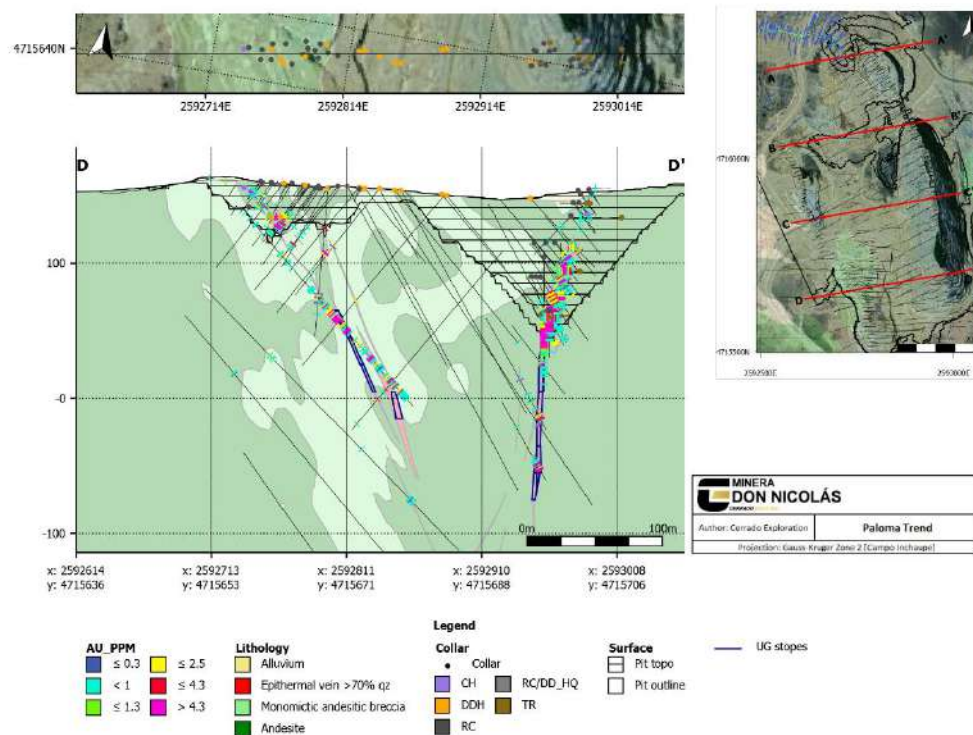 4715640N
2592714E
2592814E
2592914E
2593014E
D
D'
100
-0
-100
0m
100m
x: 2592614
y: 4715636
x: 2592713
y: 4715653
x: 2592811
y: 4715671
x: 2592910
y: 4715688
x: 2593008
y: 4715706
A
A'
B
B'
C
C'
D
2593000E
MINERA
DON NICOLÁS
Author: Cerrado Exploration
Paloma Trend
Projection: Gauss-Kruger Zone 2 [Campo Inchauspe]
Legend
AU_PPM
≤ 0.3
< 1
≤ 1.3
≤ 2.5
≤ 4.3
> 4.3
Lithology
Alluvium
Epithermal vein >70% qz
Monomictic andesitic breccia
Andesite
Collar
Collar
CH
DDH
RC
RC/DD_HQ
TR
Surface
Pit topo
Pit outline
UG stopes